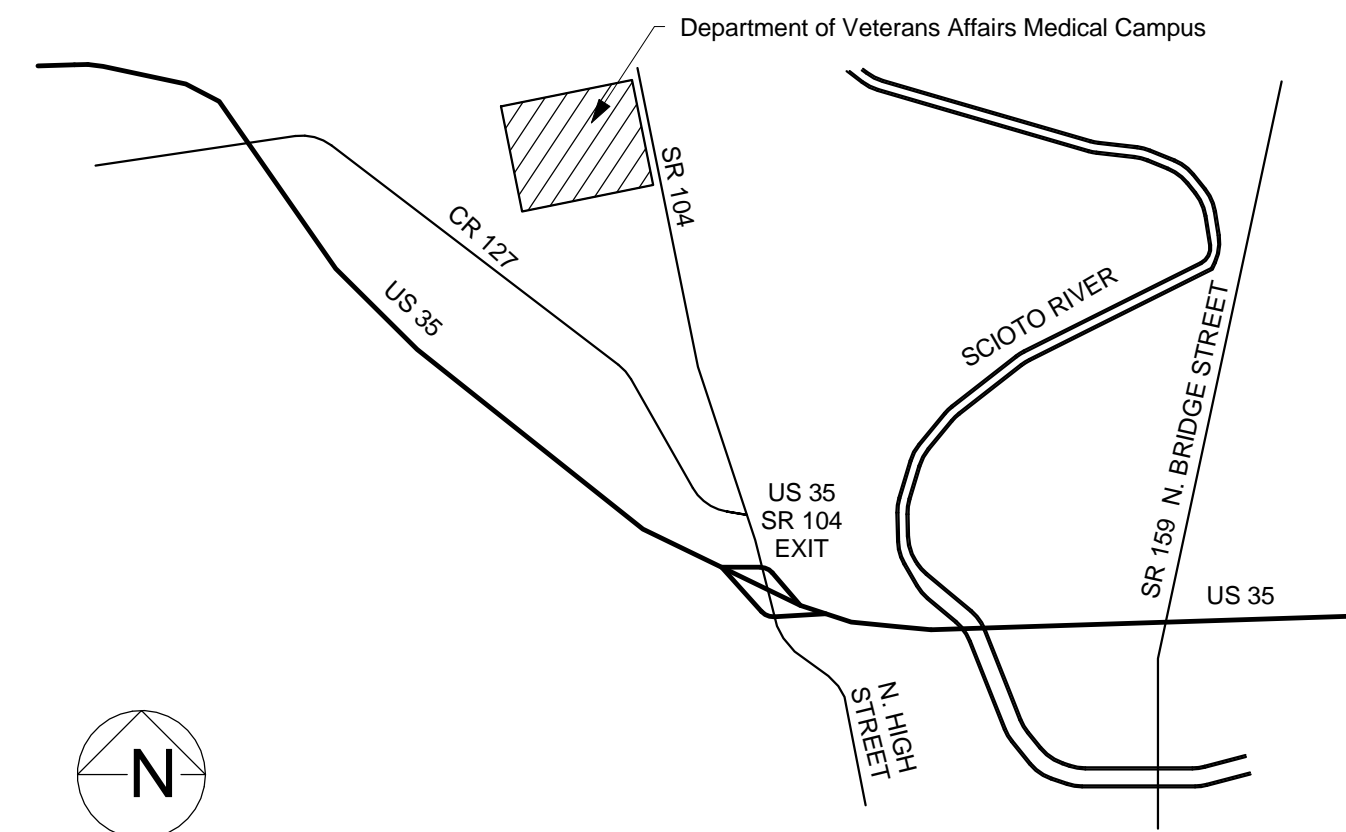 Department of Veterans Affairs Medical Campus
SR 104
CR 127
US 35
SCIOTO RIVER
SR 159 N. BRIDGE STREET
US 35
SR 104
EXIT
US 35
N. HIGH
STREET
N